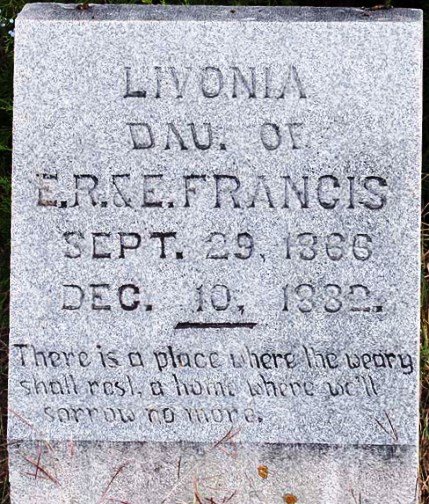 LIVONIA
DAU. OF
E.R.&E.FRANCIS
SEPT. 29, 1866
DEC. 10, 1882.
There is a place where the weary
shall rest, a home where we'll
sorrow no more.